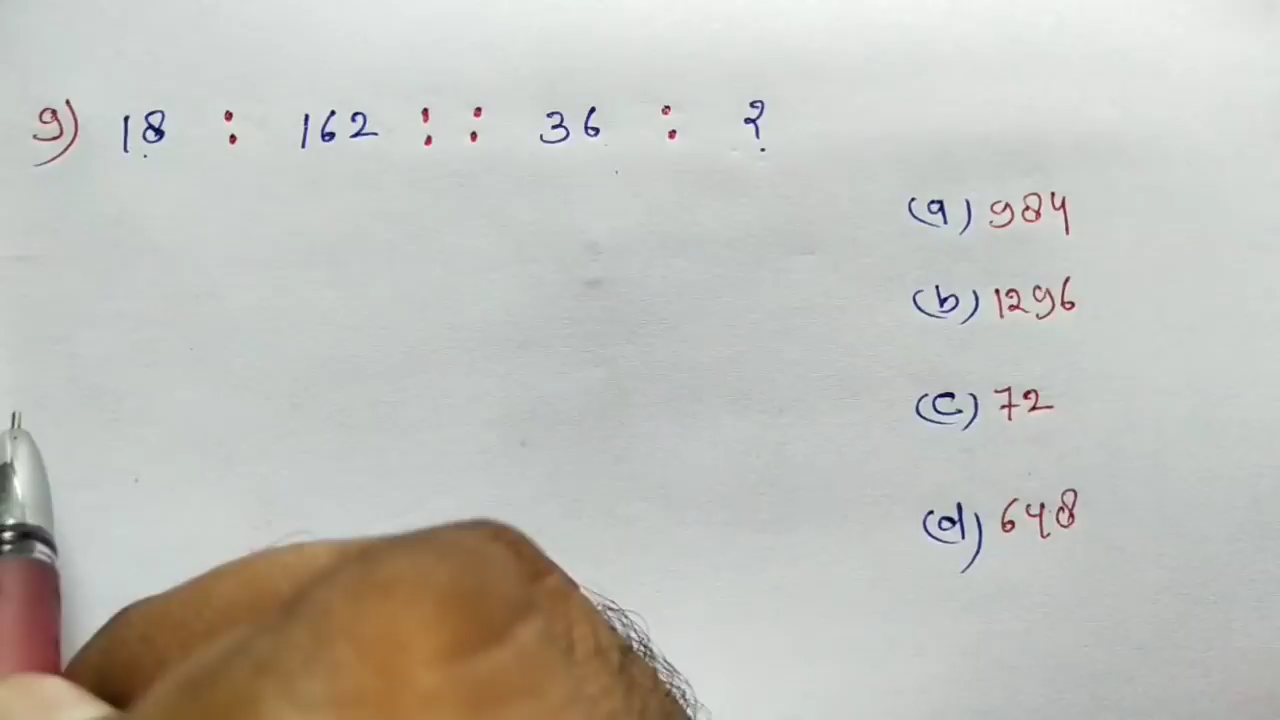 9) 18 : 162 : : 36 : ?
(a) 984
(b) 1296
(c) 72
(d) 648